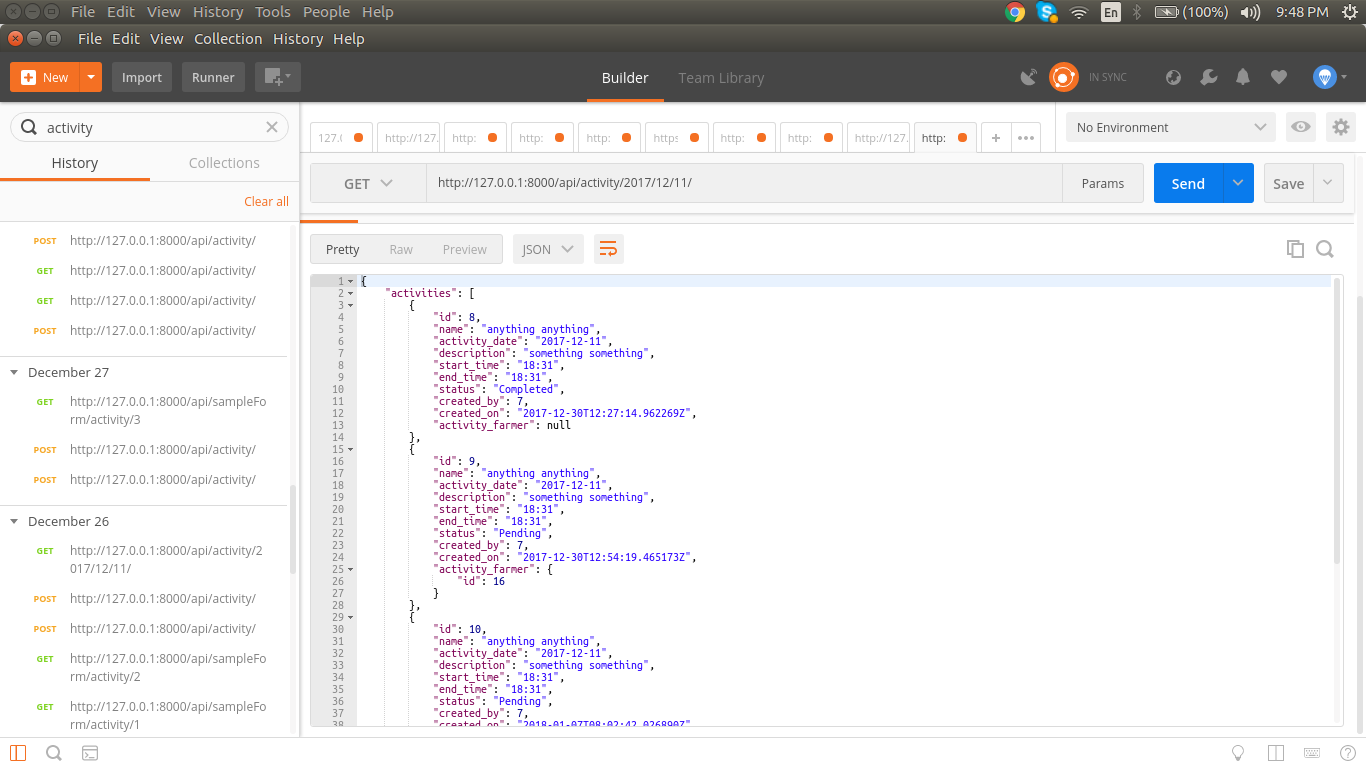 File Edit View History Tools People Help
En (100%) 9:48 PM
File Edit View Collection History Help
New Import Runner Builder Team Library IN SYNC
activity
History Collections
Clear all
POST http://127.0.0.1:8000/api/activity/
GET http://127.0.0.1:8000/api/activity/
GET http://127.0.0.1:8000/api/activity/
POST http://127.0.0.1:8000/api/activity/
December 27
GET http://127.0.0.1:8000/api/sampleFo
rm/activity/3
POST http://127.0.0.1:8000/api/activity/
POST http://127.0.0.1:8000/api/activity/
December 26
GET http://127.0.0.1:8000/api/activity/2
017/12/11/
POST http://127.0.0.1:8000/api/activity/
POST http://127.0.0.1:8000/api/activity/
GET http://127.0.0.1:8000/api/sampleFo
rm/activity/2
GET http://127.0.0.1:8000/api/sampleFo
rm/activity/1
127.( http://127. http: http: http: https http: http: http://127. http: + ••• No Environment
GET http://127.0.0.1:8000/api/activity/2017/12/11/ Params Send Save
Pretty Raw Preview JSON
1 {
2 "activities": [
3 {
4 "id": 8,
5 "name": "anything anything",
6 "activity_date": "2017-12-11",
7 "description": "something something",
8 "start_time": "18:31",
9 "end_time": "18:31",
10 "status": "Completed",
11 "created_by": 7,
12 "created_on": "2017-12-30T12:27:14.962269Z",
13 "activity_farmer": null
14 },
15 {
16 "id": 9,
17 "name": "anything anything",
18 "activity_date": "2017-12-11",
19 "description": "something something",
20 "start_time": "18:31",
21 "end_time": "18:31",
22 "status": "Pending",
23 "created_by": 7,
24 "created_on": "2017-12-30T12:54:19.465173Z",
25 "activity_farmer": {
26 "id": 16
27 }
28 },
29 {
30 "id": 10,
31 "name": "anything anything",
32 "activity_date": "2017-12-11",
33 "description": "something something",
34 "start_time": "18:31",
35 "end_time": "18:31",
36 "status": "Pending",
37 "created_by": 7,
38 "created_on": "2018-01-07T08:02:42.026890Z"